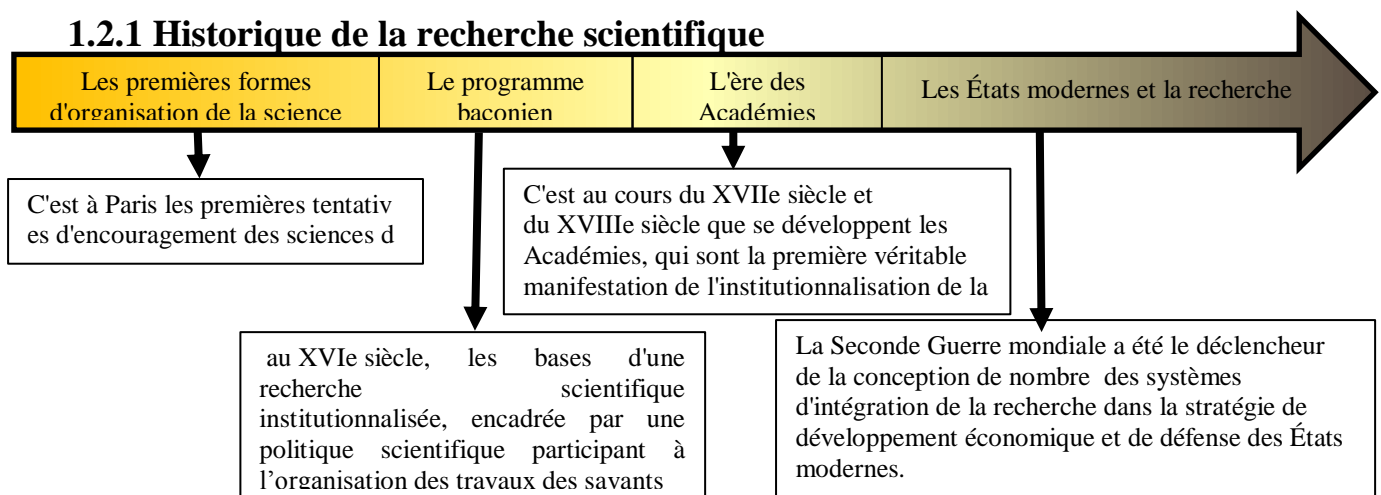 1.2.1 Historique de la recherche scientifique
Les premières formes
d'organisation de la science
Le programme
baconien
L'ère des
Académies
Les États modernes et la recherche
C'est à Paris les premières tentativ
es d'encouragement des sciences d
C'est au cours du XVIIe siècle et
du XVIIIe siècle que se développent les
Académies, qui sont la première véritable
manifestation de l'institutionnalisation de la
au XVIe siècle, les bases d'une
recherche scientifique
institutionnalisée, encadrée par une
politique scientifique participant à
l’organisation des travaux des savants
La Seconde Guerre mondiale a été le déclencheur
de la conception de nombre des systèmes
d'intégration de la recherche dans la stratégie de
développement économique et de défense des États
modernes.